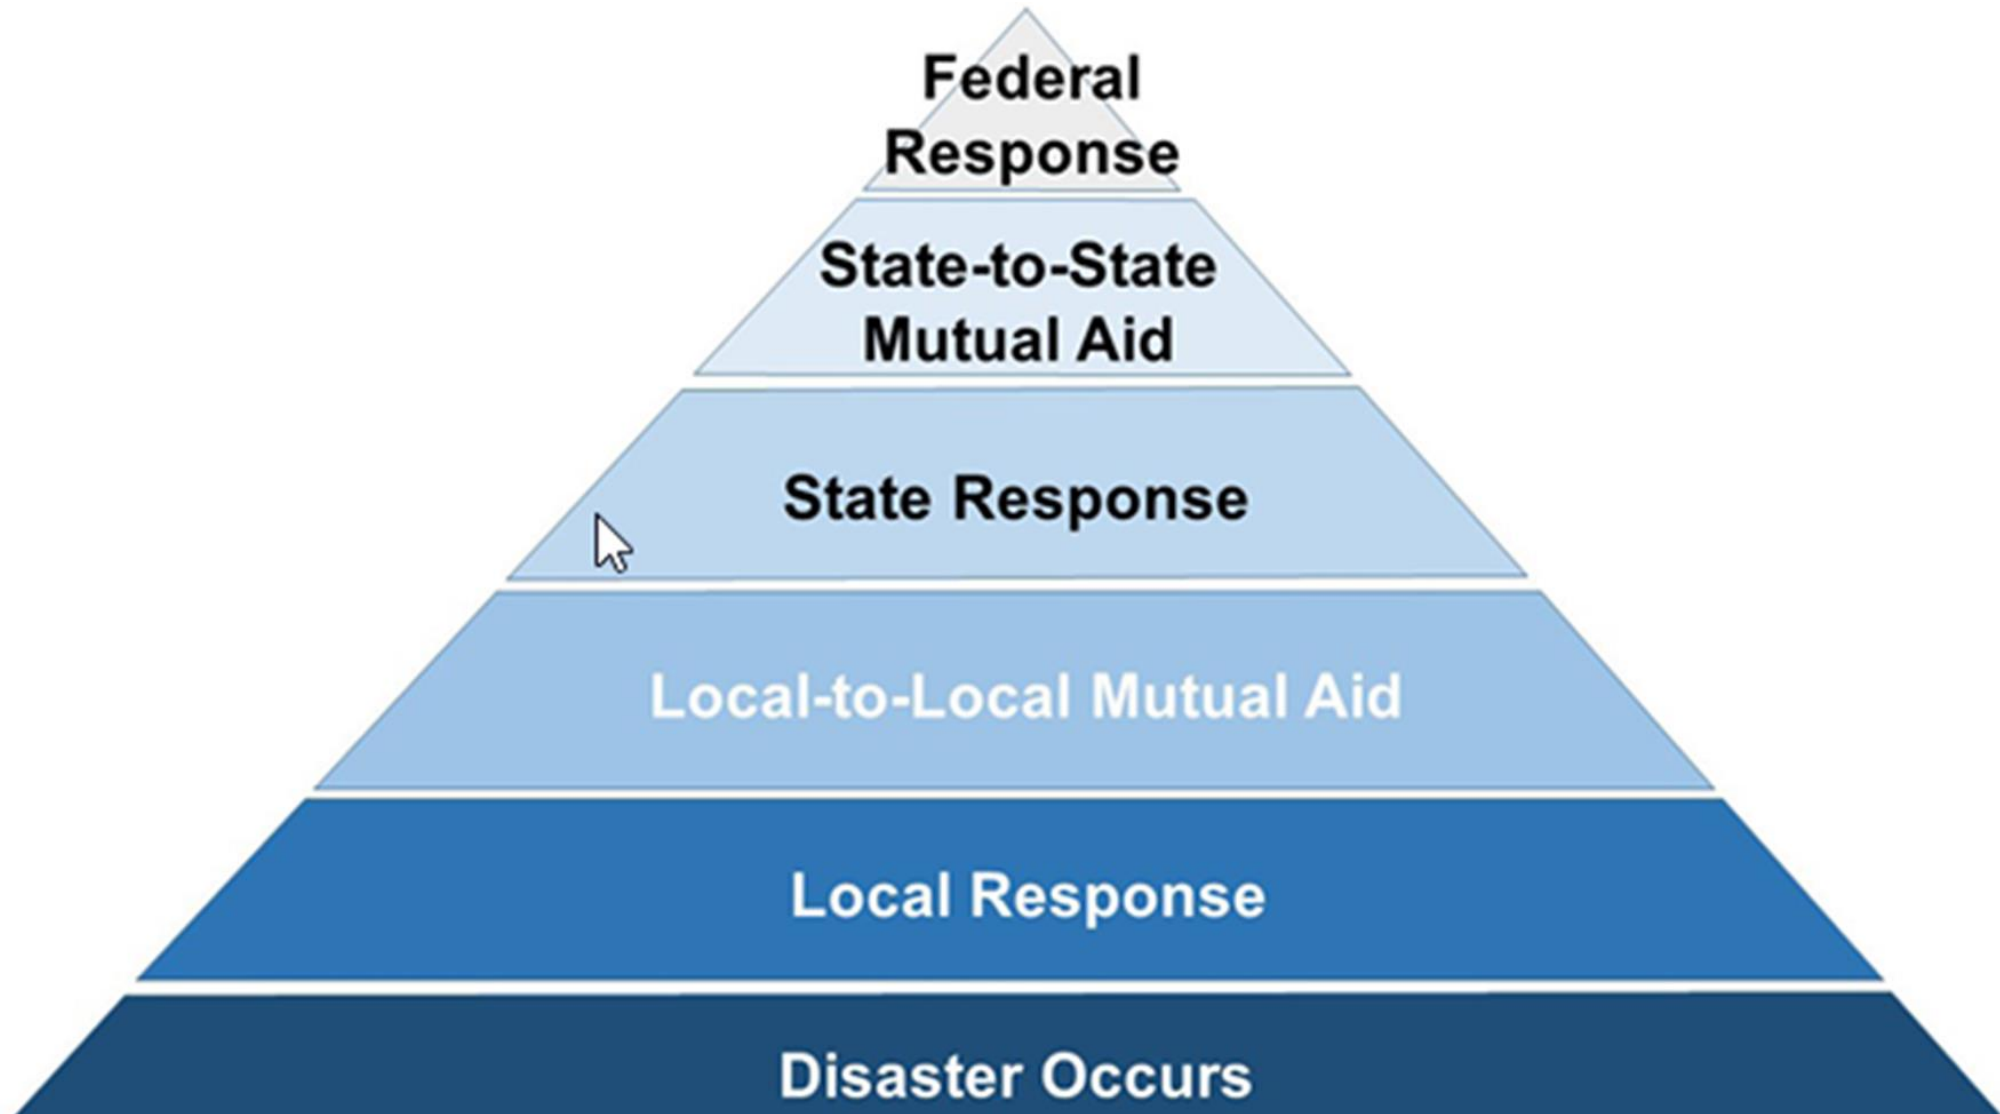 Federal
Response
State-to-State
Mutual Aid
State Response
Local-to-Local Mutual Aid
Local Response
Disaster Occurs